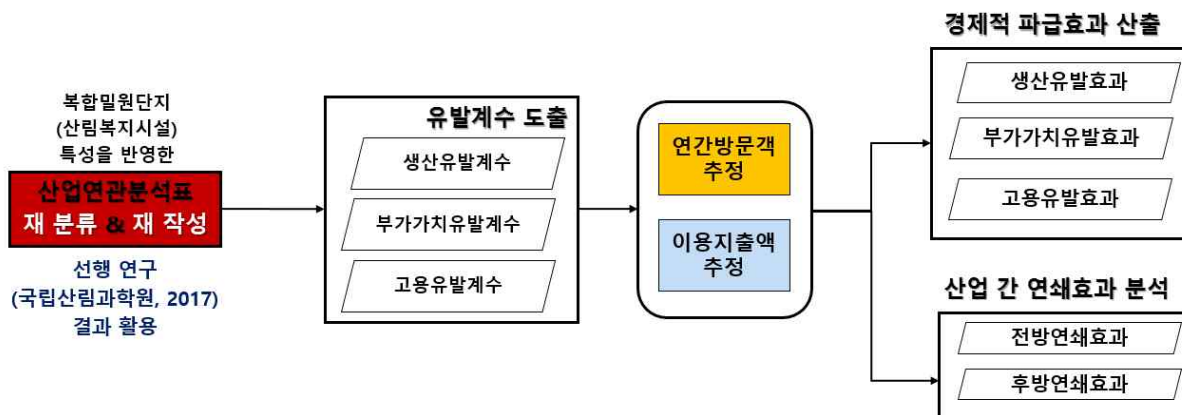 복합밀원단지
(산림복지시설)
특성을 반영한
산업연관분석표
재 분류 & 재 작성
선행 연구
(국립산림과학원, 2017)
결과 활용
유발계수 도출
생산유발계수
부가가치유발계수
고용유발계수
연간방문객
추정
이용지출액
추정
경제적 파급효과 산출
생산유발효과
부가가치유발효과
고용유발효과
산업 간 연쇄효과 분석
전방연쇄효과
후방연쇄효과